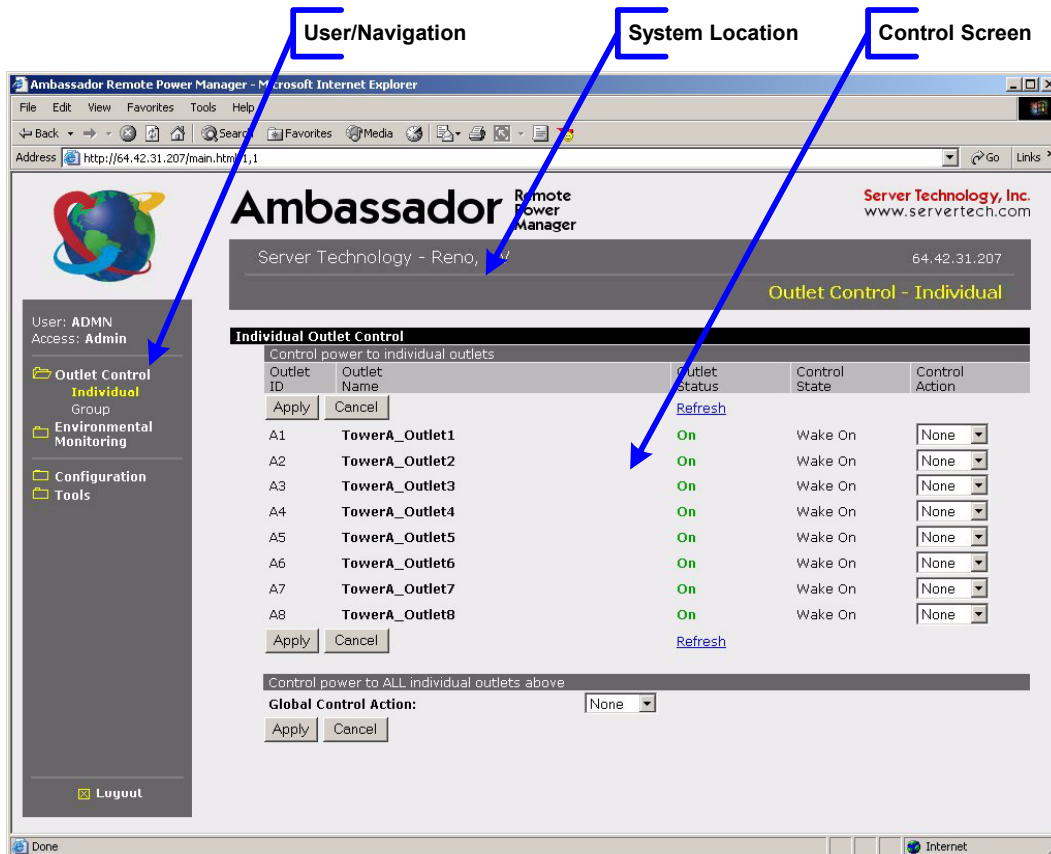 User/Navigation System Location Control Screen
Ambassador Remote Power Manager - Microsoft Internet Explorer
File Edit View Favorites Tools Help
Back Search Favorites Media
Address http://64.42.31.207/main.html?1,1 Go Links
Ambassador Remote Power Manager
Server Technology, Inc.
www.servertech.com
Server Technology - Reno, 64.42.31.207
Outlet Control - Individual
User: ADMN
Access: Admin
Outlet Control
Individual
Group
Environmental
Monitoring
Configuration
Tools
Logout
Individual Outlet Control
Control power to individual outlets
Outlet ID Outlet Name Outlet Status Control State Control Action
Apply Cancel Refresh
A1 TowerA_Outlet1 On Wake On None
A2 TowerA_Outlet2 On Wake On None
A3 TowerA_Outlet3 On Wake On None
A4 TowerA_Outlet4 On Wake On None
A5 TowerA_Outlet5 On Wake On None
A6 TowerA_Outlet6 On Wake On None
A7 TowerA_Outlet7 On Wake On None
A8 TowerA_Outlet8 On Wake On None
Apply Cancel Refresh
Control power to ALL individual outlets above
Global Control Action: None
Apply Cancel
Done Internet